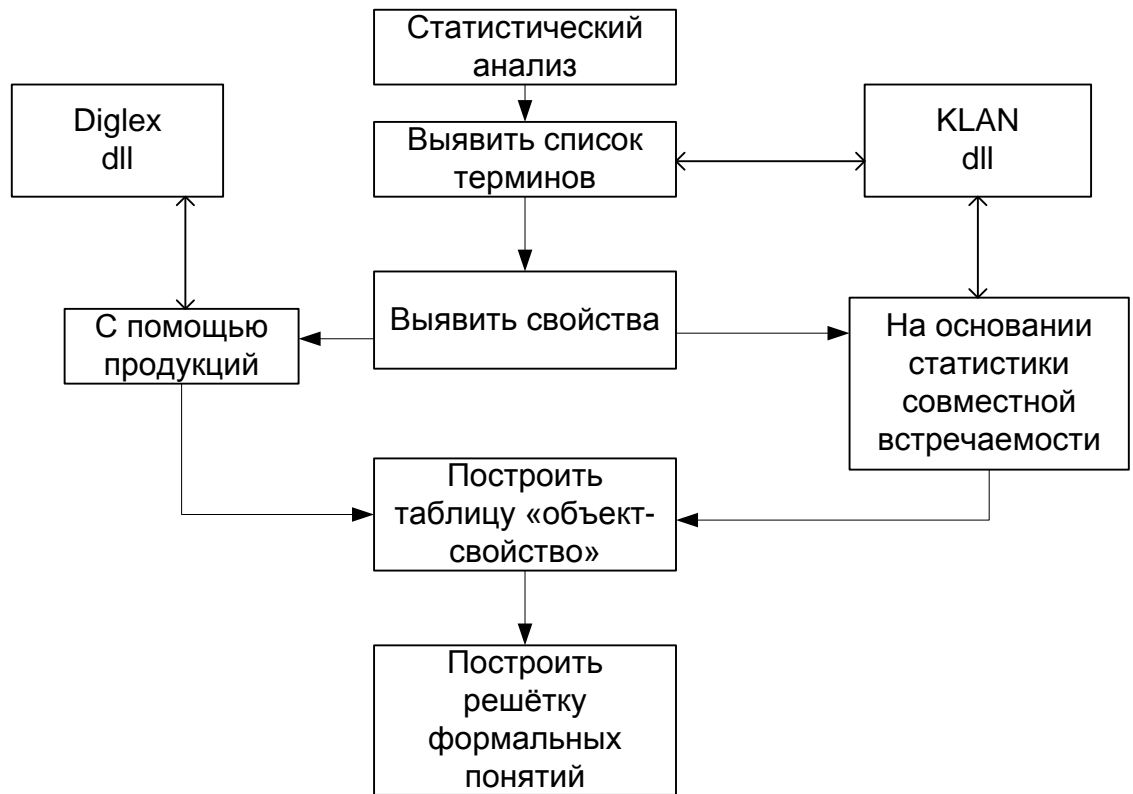 Статистический
анализ
Diglex
dll
Выявить список
терминов
KLAN
dll
С помощью
продукций
Выявить свойства
На основании
статистики
совместной
встречаемости
Построить
таблицу «объект-
свойство»
Построить
решётку
формальных
понятий